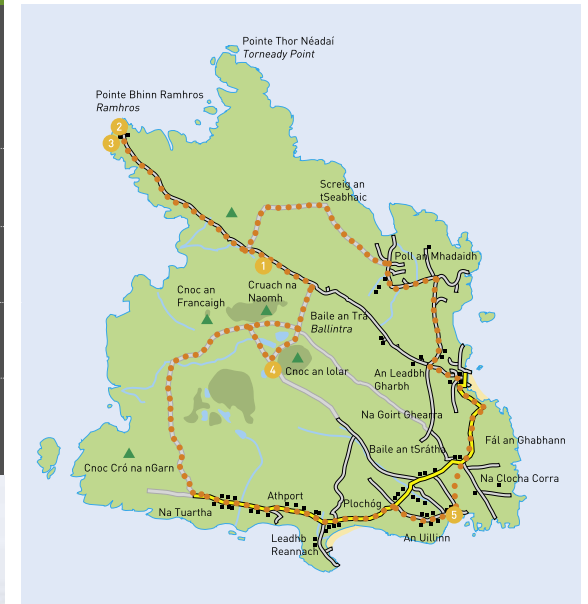 Pointe Thor Néadaí
Torneady Point
Pointe Bhinn Ramhros
Ramhros
2
3
Screig an
tSeabhaic
Poll an Mhadaidh
1
Cnoc an
Francaigh
Cruach na
Naomh
Baile an Trá
Ballintra
4
Cnoc an Iolar
An Leadbh
Gharbh
Na Goirt Ghearra
Baile an tSrátha
Fál an Ghabhann
Cnoc Cró na nGarn
Na Clocha Corra
Na Tuartha
Athport
Plochóg
5
Leadhb
Reannach
An Uillinn